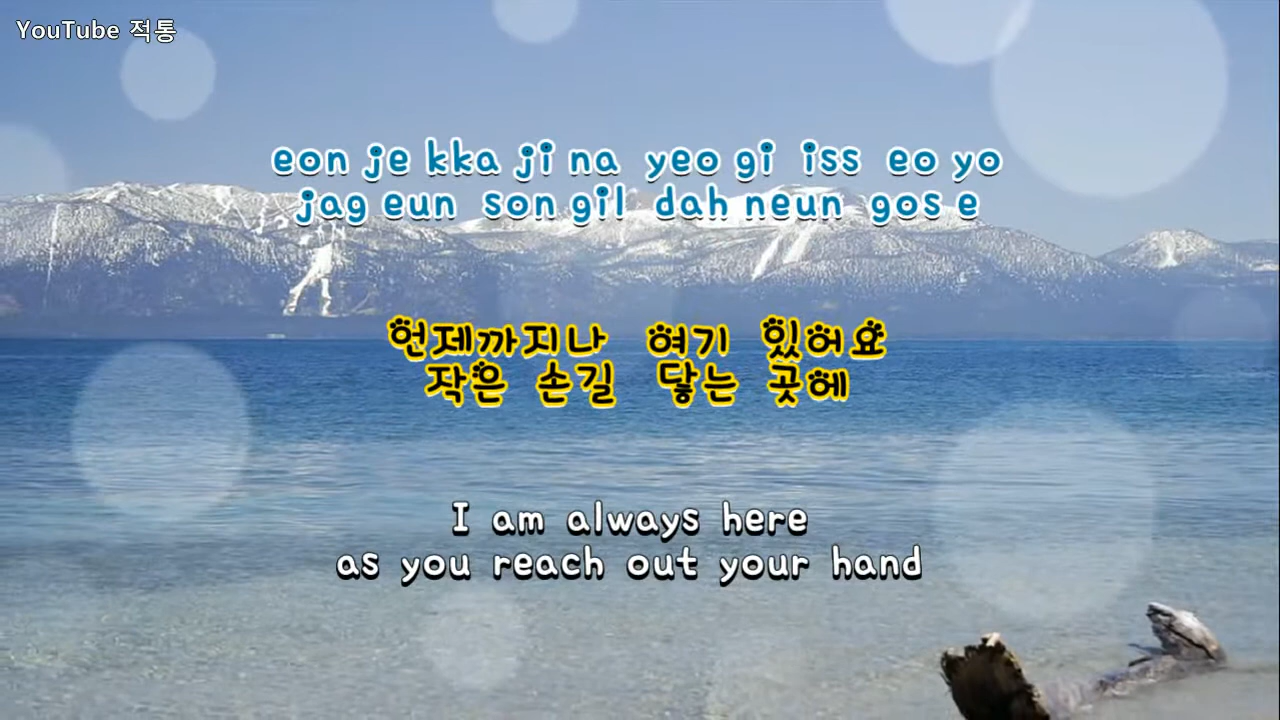 YouTube 적통
eon je kka ji na yeo gi iss eo yo
jag eun son gil dah neun gos e
언제까지나 여기 있어요
작은 손길 닿는 곳에
I am always here
as you reach out your hand